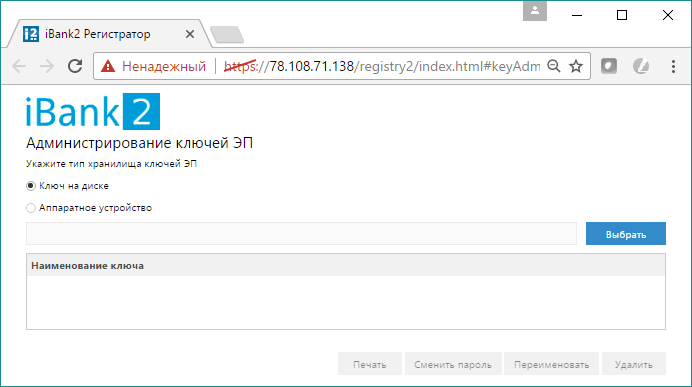 i2 iBank2 Регистратор
Ненадежный https://78.108.71.138/registry2/index.html#keyAdm
iBank 2
Администрирование ключей ЭП
Укажите тип хранилища ключей ЭП
Ключ на диске
Аппаратное устройство
Выбрать
Наименование ключа
Печать Сменить пароль Переименовать Удалить